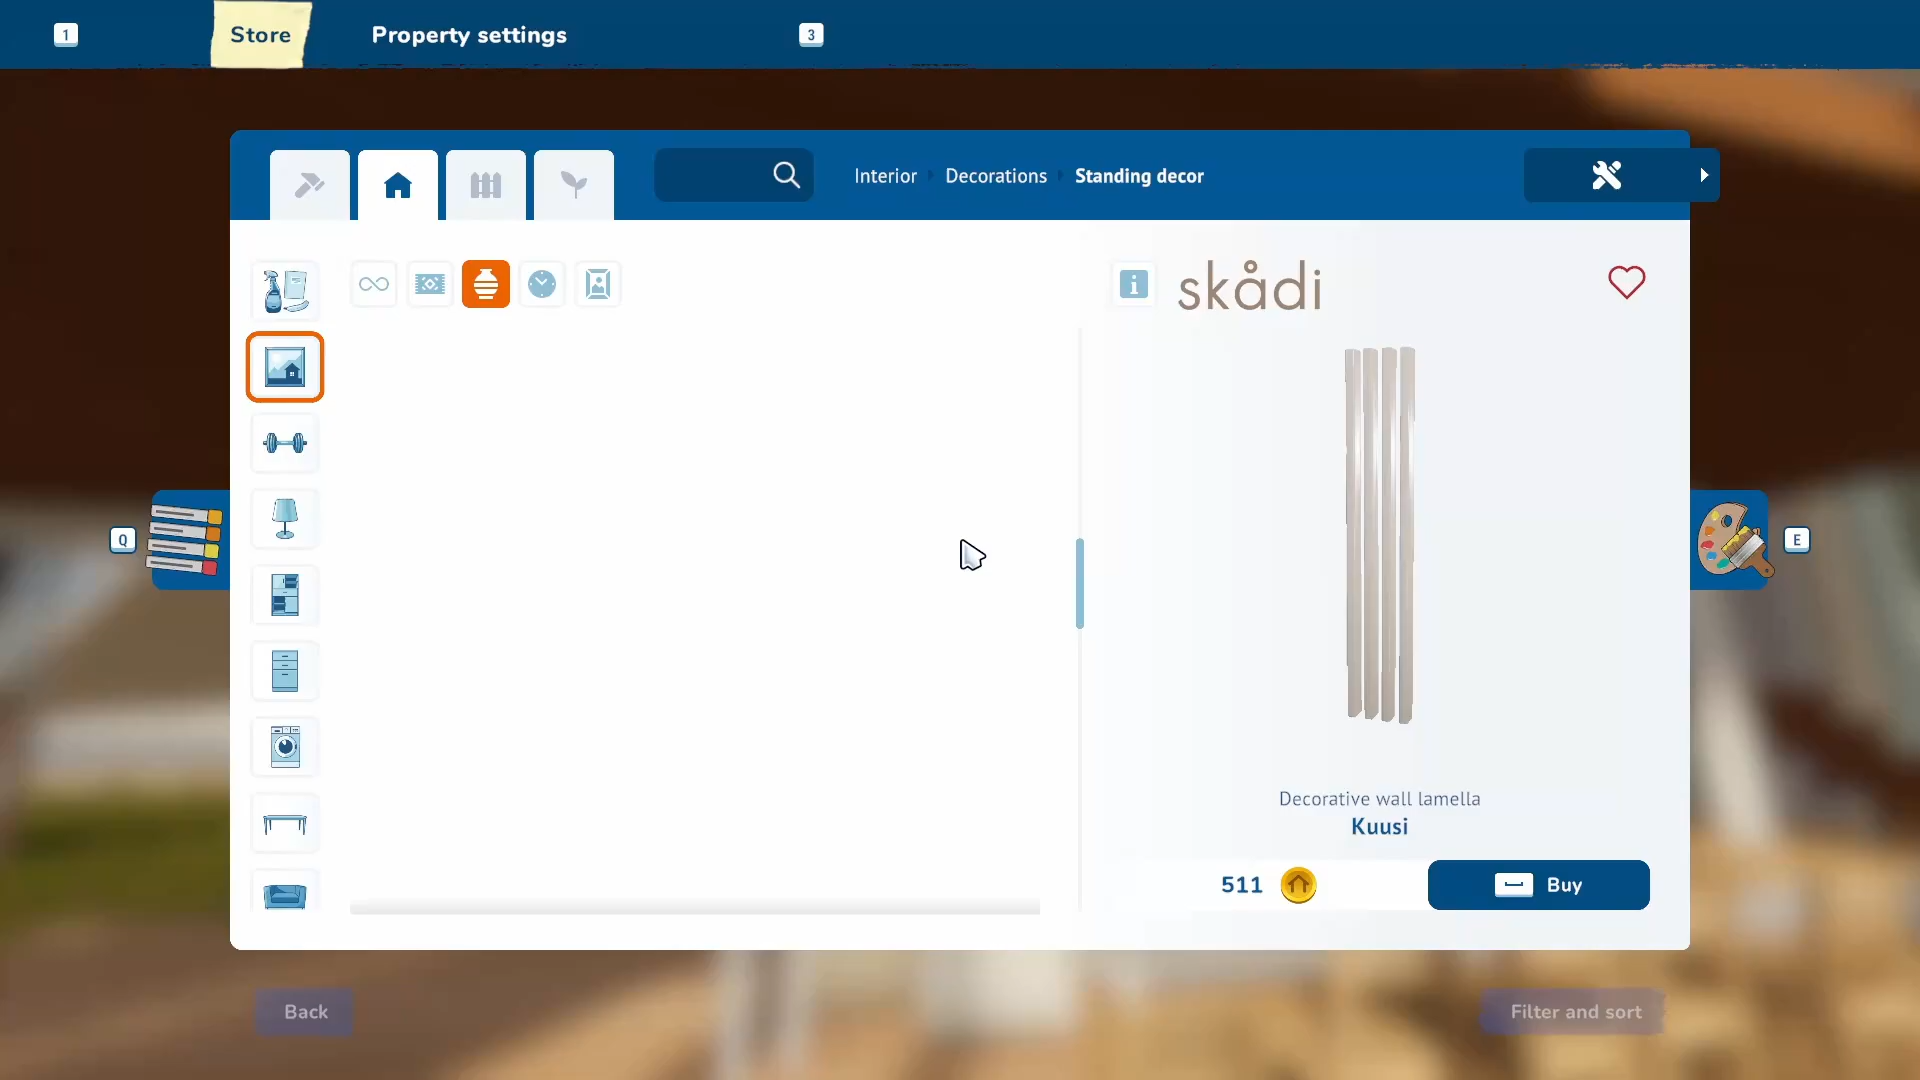 1
Store
Property settings
3
Interior
Decorations
Standing decor
skådi
Q
E
Decorative wall lamella
Kuusi
511
Buy
Back
Filter and sort